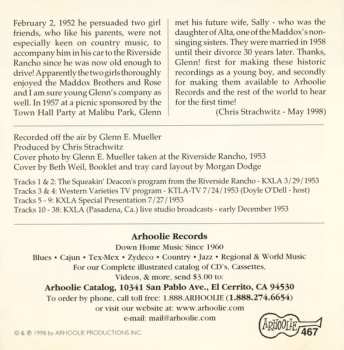 February 2, 1952 he persuaded two girl
friends, who like his parents, were not
especially keen on country music, to
accompany him in his car to the Riverside
Rancho since he was now old enough to
drive! Apparently the two girls thoroughly
enjoyed the Maddox Brothers and Rose
and I am sure young Glenn's company as
well. In 1957 at a picnic sponsored by the
Town Hall Party at Malibu Park, Glenn
met his future wife, Sally - who was the
daughter of Alta, one of the Maddox's non-
singing sisters. They were married in 1958
until their divorce 30 years later. Thanks,
Glenn! first for making these historic
recordings as a young boy, and secondly
for making them available to Arhoolie
Records and the rest of the world to hear
for the first time!
(Chris Strachwitz - May 1998)
Recorded off the air by Glenn E. Mueller
Produced by Chris Strachwitz
Cover photo by Glenn E. Mueller taken at the Riverside Rancho, 1953
Cover by Beth Weil, Booklet and tray card layout by Morgan Dodge
Tracks 1 & 2: The Squeakin' Deacon's program from the Riverside Rancho - KXLA 3/29/1953
Tracks 3 & 4: Western Varieties TV program - KTLA-TV 7/24/1953 (Doyle O'Dell - host)
Tracks 5 - 9: KXLA Special Presentation 7/27/1953
Tracks 10 - 38: KXLA (Pasadena, Ca.) live studio broadcasts - early December 1953
Arhoolie Records
Down Home Music Since 1960
Blues • Cajun • Tex-Mex • Zydeco • Country • Jazz • Regional & World Music
For our Complete illustrated catalog of CD's, Cassettes,
Videos, & more, send $3.00 to:
Arhoolie Catalog, 10341 San Pablo Ave., El Cerrito, CA 94530
To order by phone, call toll free: 1.888.ARHOOLIE (1.888.274.6654)
or visit our website at: www.arhoolie.com
e-mail: mail@arhoolie.com
© & ℗ 1998 by ARHOOLIE PRODUCTIONS INC.
Arhoolie
467